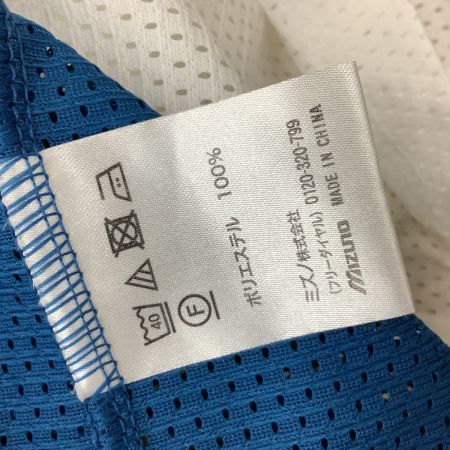 40
F
ポリエステル 100%
ミズノ株式会社
(フリーダイヤル) 0120-320-799
MIZUNO MADE IN CHINA